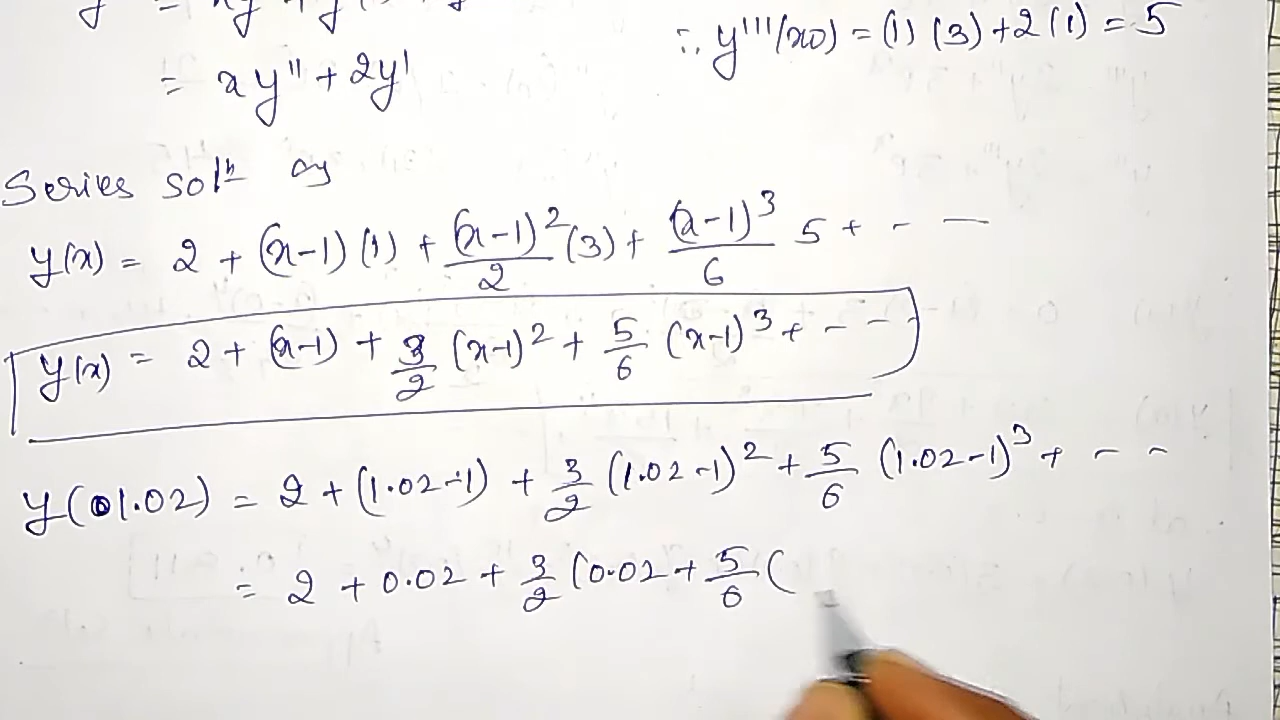 = xy'' + 2y'
∴ y'''(x0) = (1) (3) + 2 (1) = 5
Series solⁿ
y(x) = 2 + (x-1) (1) + (x-1)²/2 (3) + (x-1)³/6 5 + - —
y(x) = 2 + (x-1) + 3/2 (x-1)² + 5/6 (x-1)³ + - - -
y(01.02) = 2 + (1.02-1) + 3/2 (1.02-1)² + 5/6 (1.02-1)³ + - -
= 2 + 0.02 + 3/2 (0.02 + 5/6 (